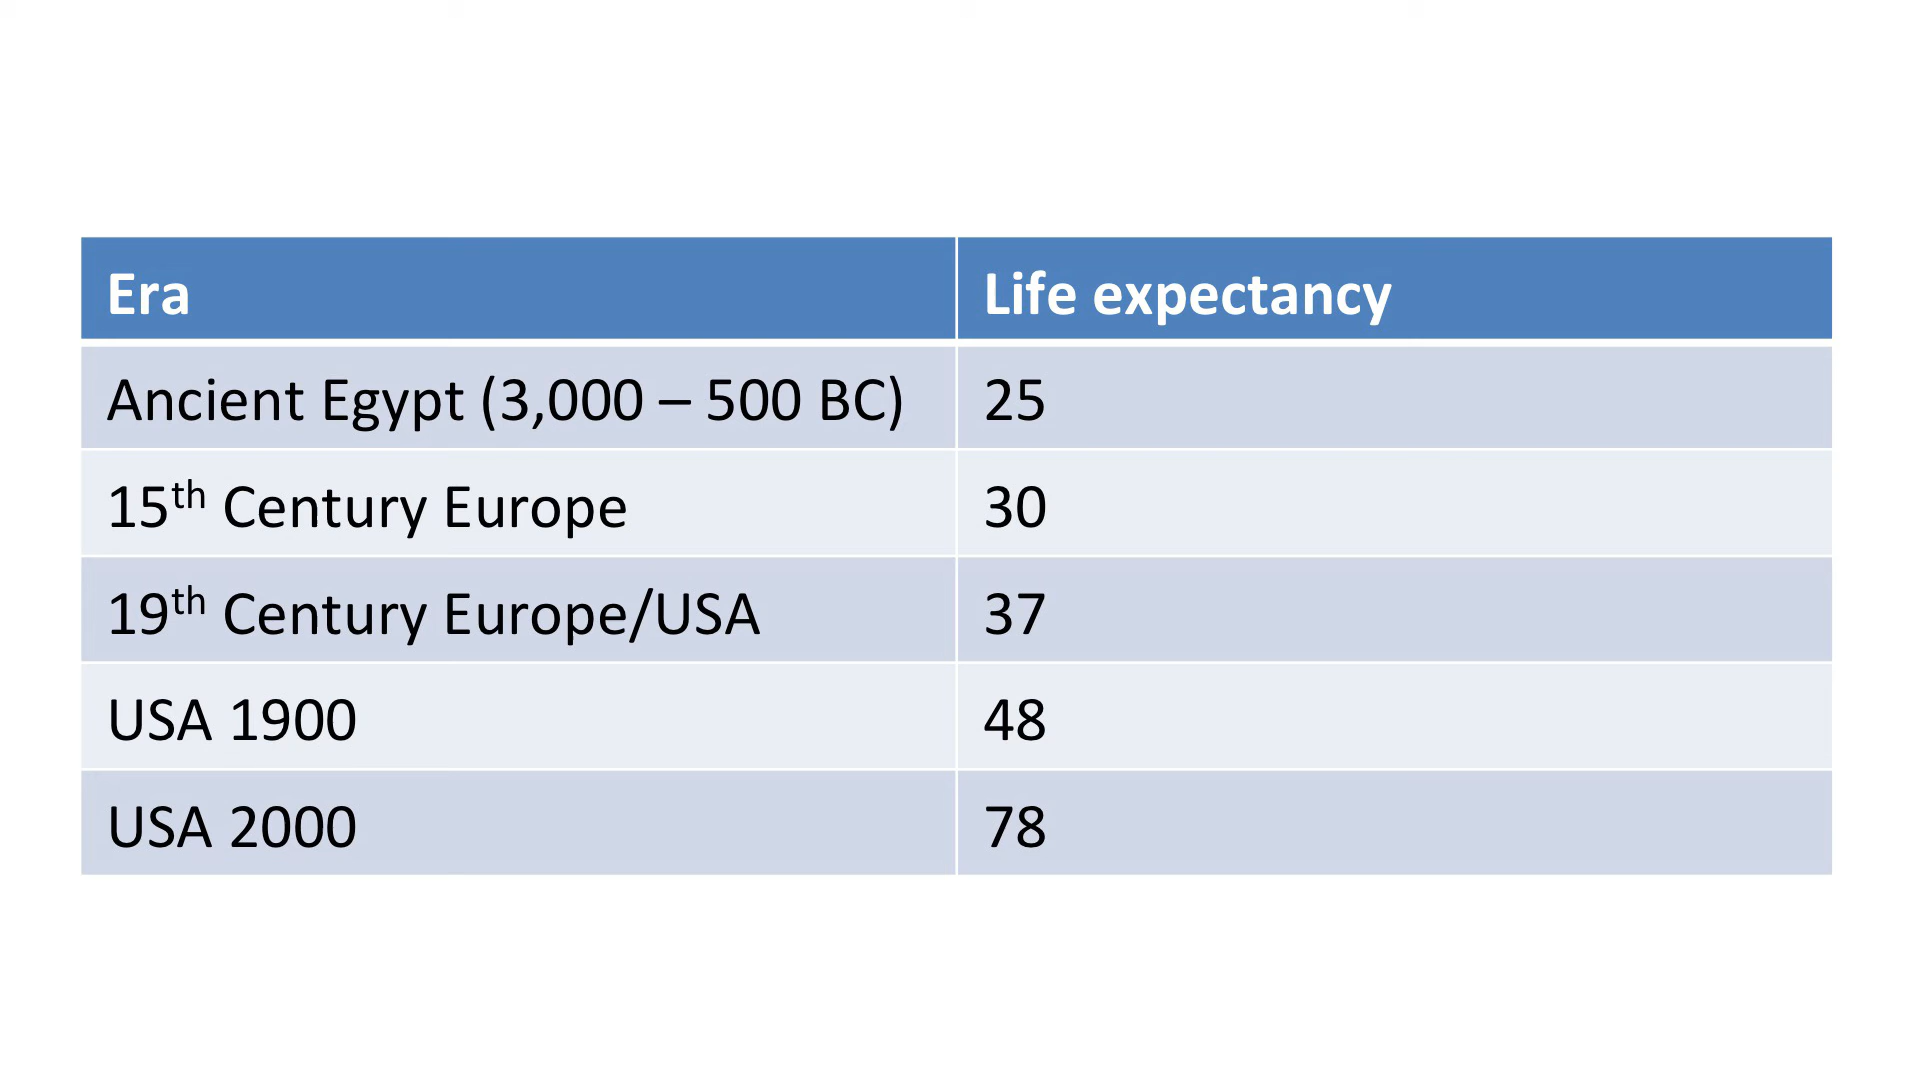 Era Life expectancy
Ancient Egypt (3,000 – 500 BC) 25
15th Century Europe 30
19th Century Europe/USA 37
USA 1900 48
USA 2000 78